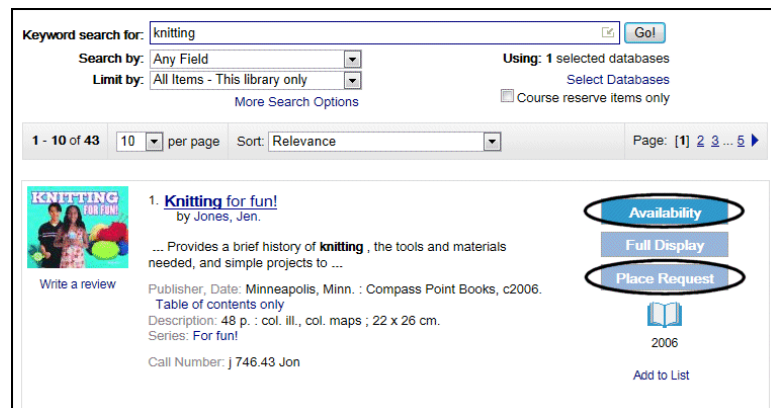 Keyword search for: knitting Go!
Search by: Any Field Using: 1 selected databases
Limit by: All Items - This library only Select Databases
More Search Options Course reserve items only
1 - 10 of 43 10 per page Sort: Relevance Page: [1] 2 3 ... 5
KNITTING
FOR FUN!
Write a review
1. Knitting for fun!
by Jones, Jen.
... Provides a brief history of knitting , the tools and materials
needed, and simple projects to ...
Publisher, Date: Minneapolis, Minn. : Compass Point Books, c2006.
Table of contents only
Description: 48 p. : col. ill., col. maps ; 22 x 26 cm.
Series: For fun!
Call Number: j 746.43 Jon
Availability
Full Display
Place Request
2006
Add to List